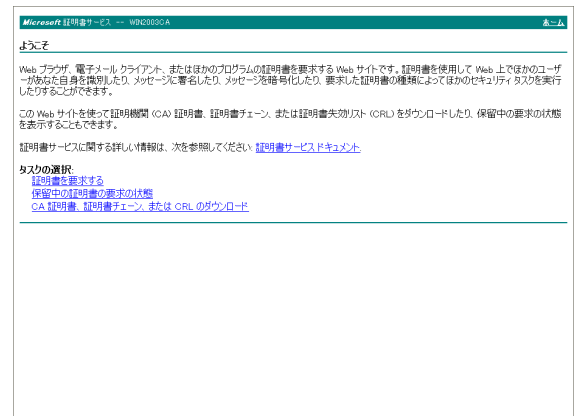 Microsoft 証明書サービス -- WIN2003CA
ホーム
ようこそ
Web ブラウザ、電子メール クライアント、またはほかのプログラムの証明書を要求する Web サイトです。証明書を使用して Web 上でほかのユーザ
ーがあなた自身を識別したり、メッセージに署名したり、メッセージを暗号化したり、要求した証明書の種類によってほかのセキュリティ タスクを実行
したりすることができます。
この Web サイトを使って証明機関 (CA) 証明書、証明書チェーン、または証明書失効リスト (CRL) をダウンロードしたり、保留中の要求の状態
を表示することもできます。
証明書サービスに関する詳しい情報は、次を参照してください: 証明書サービスドキュメント.
タスクの選択:
証明書を要求する
保留中の証明書の要求の状態
CA 証明書、証明書チェーン、または CRL のダウンロード